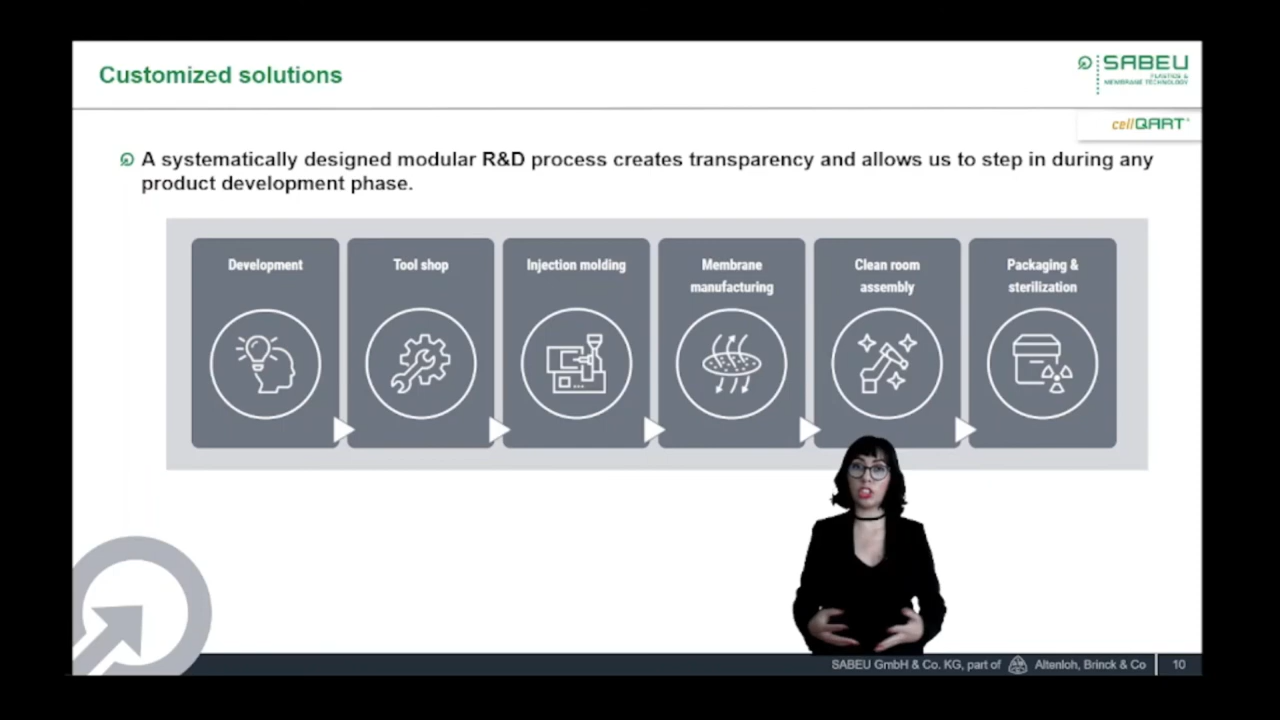 Customized solutions
SABEU
PLASTICS &
MEMBRANE TECHNOLOGY
cellQART
A systematically designed modular R&D process creates transparency and allows us to step in during any
product development phase.
Development
Tool shop
Injection molding
Membrane
manufacturing
Clean room
assembly
Packaging &
sterilization
SABEU GmbH & Co. KG, part of Altenloh, Brinck & Co 10